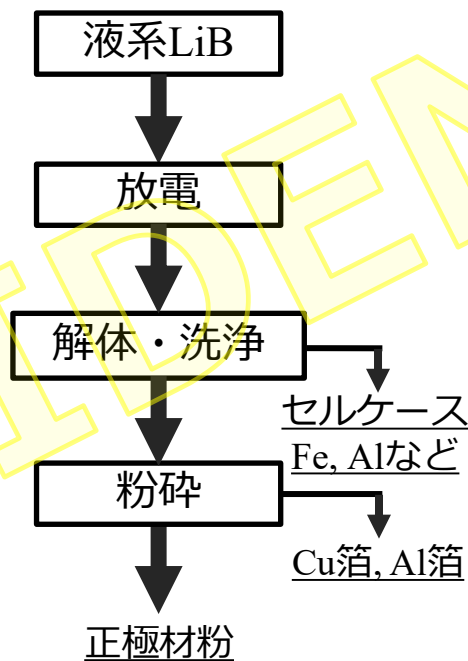 液系LiB
放電
解体・洗浄
セルケース
Fe, Alなど
粉砕
Cu箔, Al箔
正極材粉
IDEN